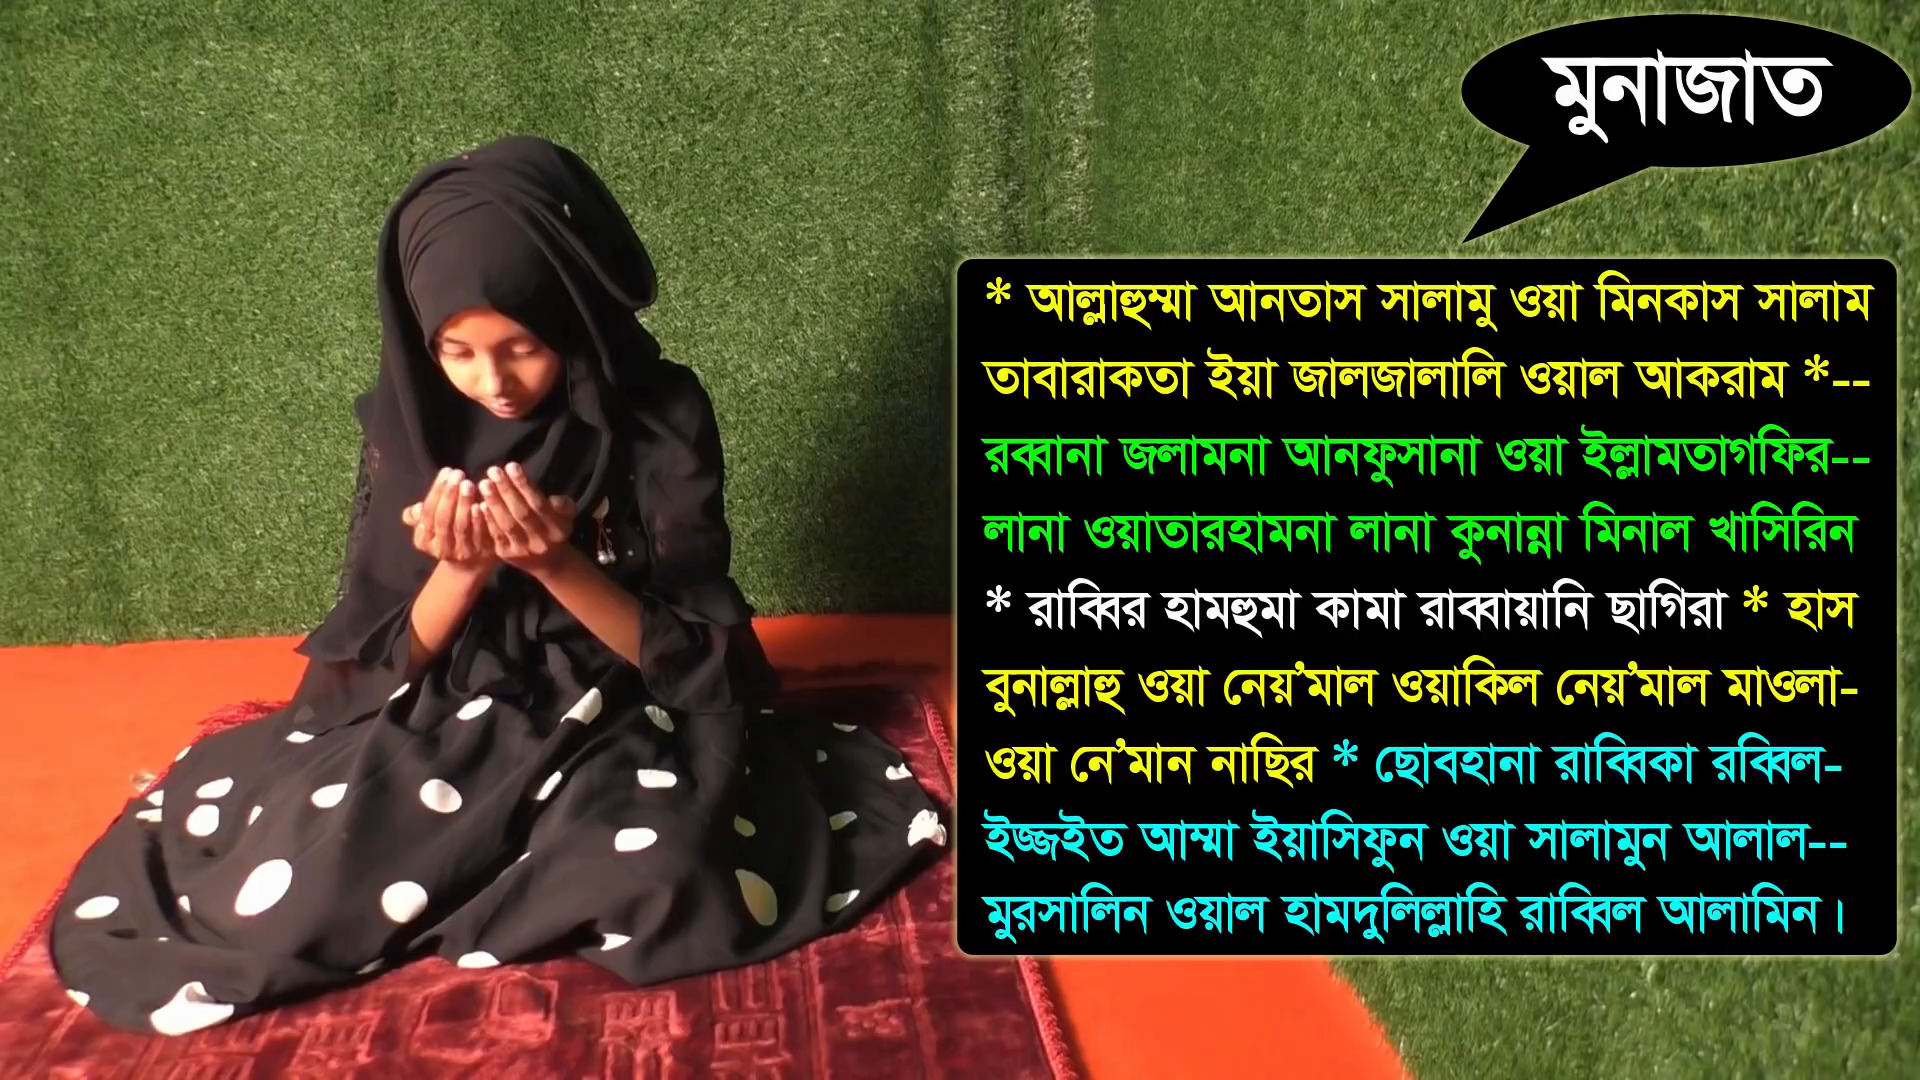 মুনাজাত
* আল্লাহুম্মা আনতাস সালামু ওয়া মিনকাস সালাম
তাবারাকতা ইয়া জালজালালি ওয়াল আকরাম *--
রব্বানা জলামনা আনফুসানা ওয়া ইল্লামতাগফির--
লানা ওয়াতারহামনা লানা কুনান্না মিনাল খাসিরিন
* রাব্বির হামহুমা কামা রাব্বায়ানি ছাগিরা * হাস
বুনাল্লাহু ওয়া নেয়’মাল ওয়াকিল নেয়’মাল মাওলা-
ওয়া নে’মান নাছির * ছোবহানা রাব্বিকা রব্বিল-
ইজ্জইত আম্মা ইয়াসিফুন ওয়া সালামুন আলাল--
মুরসালিন ওয়াল হামদুলিল্লাহি রাব্বিল আলামিন।